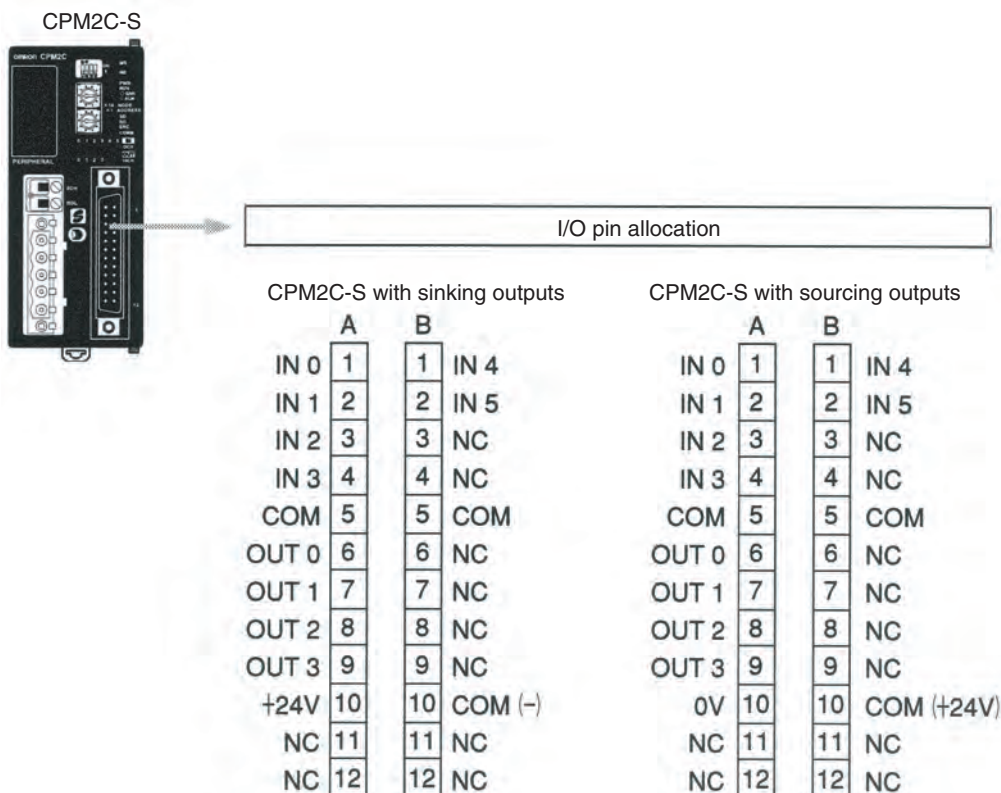 CPM2C-S
omron CPM2C
PERIPHERAL
I/O pin allocation
CPM2C-S with sinking outputs
A B
IN 0 1 1 IN 4
IN 1 2 2 IN 5
IN 2 3 3 NC
IN 3 4 4 NC
COM 5 5 COM
OUT 0 6 6 NC
OUT 1 7 7 NC
OUT 2 8 8 NC
OUT 3 9 9 NC
+24V 10 10 COM (-)
NC 11 11 NC
NC 12 12 NC
CPM2C-S with sourcing outputs
A B
IN 0 1 1 IN 4
IN 1 2 2 IN 5
IN 2 3 3 NC
IN 3 4 4 NC
COM 5 5 COM
OUT 0 6 6 NC
OUT 1 7 7 NC
OUT 2 8 8 NC
OUT 3 9 9 NC
0V 10 10 COM (+24V)
NC 11 11 NC
NC 12 12 NC